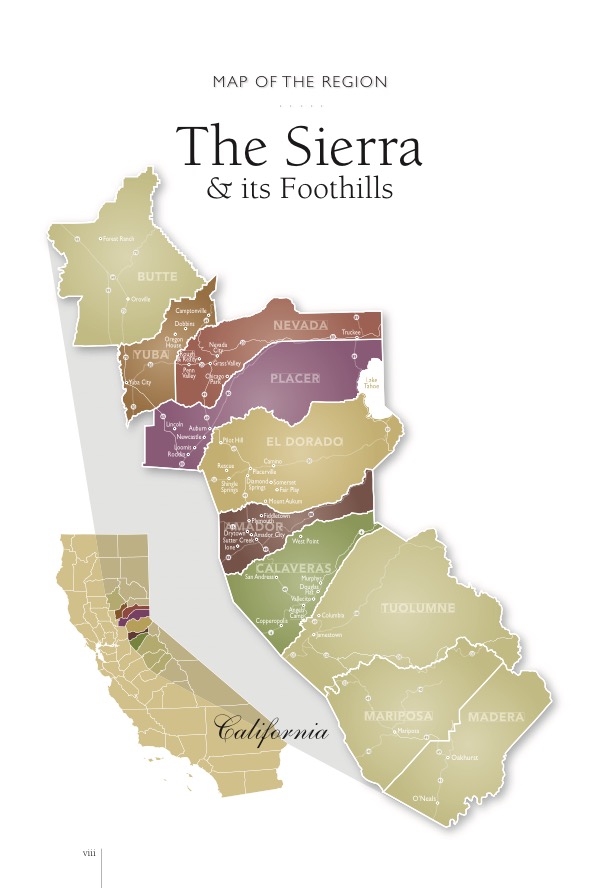 MAP OF THE REGION
The Sierra
& its Foothills
Forest Ranch
BUTTE
Oroville
Camptonville
Dobbins
Oregon
House
YUBA
Yuba City
NEVADA
Truckee
Nevada
City
Rough
& Ready
Grass Valley
Penn
Valley
Chicago
Park
PLACER
Lake
Tahoe
Lincoln
Auburn
Newcastle
Loomis
Rocklin
EL DORADO
Pilot Hill
Camino
Placerville
Rescue
Diamond
Springs
Somerset
Shingle
Springs
Fair Play
Mount Aukum
AMADOR
Fiddletown
Plymouth
Drytown
Amador City
Sutter Creek
Ione
West Point
CALAVERAS
San Andreas
Murphys
Douglas
Flat
Vallecito
Angels
Camp
Copperopolis
Columbia
Jamestown
TUOLUMNE
MARIPOSA
Mariposa
MADERA
Oakhurst
O'Neals
California
viii